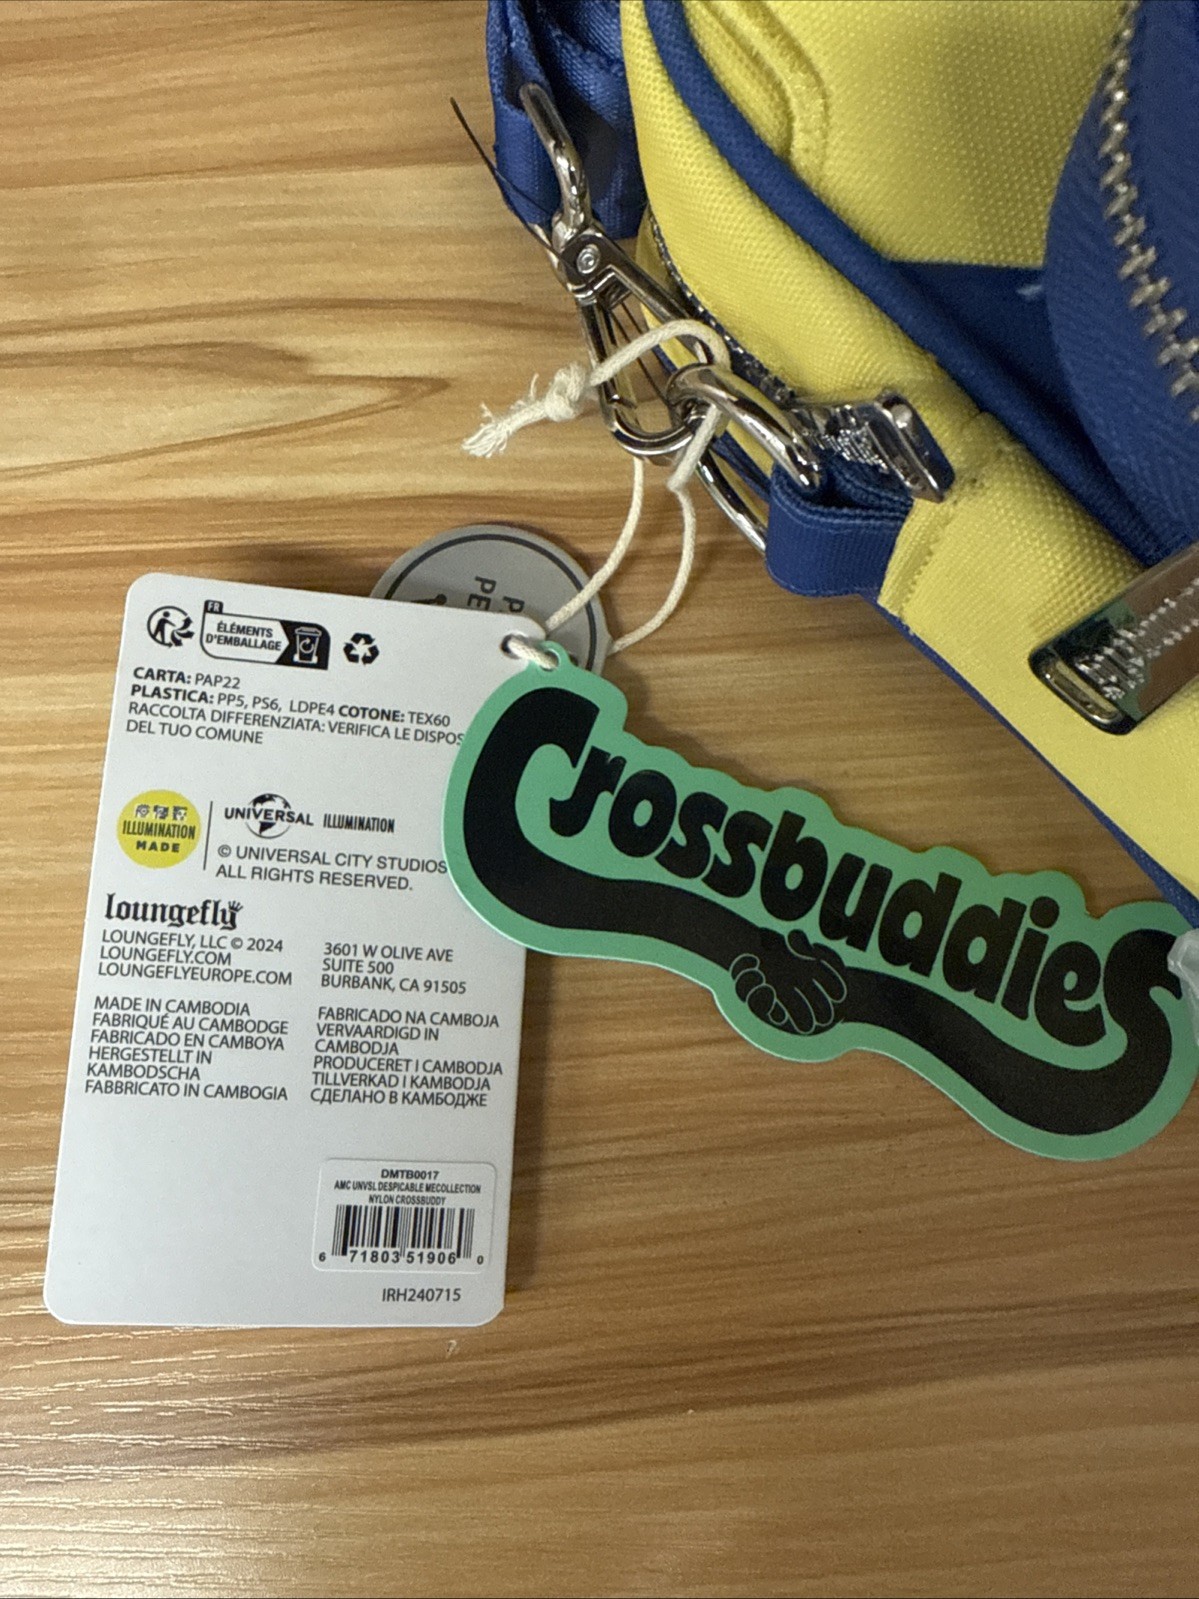 P
PE
FR
ÉLÉMENTS
D'EMBALLAGE
CARTA: PAP22
PLASTICA: PP5, PS6, LDPE4 COTONE: TEX60
RACCOLTA DIFFERENZIATA: VERIFICA LE DISPOS
DEL TUO COMUNE
ILLUMINATION
MADE
UNIVERSAL ILLUMINATION
© UNIVERSAL CITY STUDIOS
ALL RIGHTS RESERVED.
loungefly
LOUNGEFLY, LLC © 2024
LOUNGEFLY.COM
LOUNGEFLYEUROPE.COM
3601 W OLIVE AVE
SUITE 500
BURBANK, CA 91505
MADE IN CAMBODIA
FABRIQUÉ AU CAMBODGE
FABRICADO EN CAMBOYA
HERGESTELLT IN
KAMBODSCHA
FABBRICATO IN CAMBOGIA
FABRICADO NA CAMBOJA
VERVAARDIGD IN
CAMBODJA
PRODUCERET I CAMBODJA
TILLVERKAD I KAMBODJA
СДЕЛАНО В КАМБОДЖЕ
DMTB0017
AMC UNVSL DESPICABLE MECOLLECTION
NYLON CROSSBUDDY
6 71803 51906 0
IRH240715
Crossbuddies